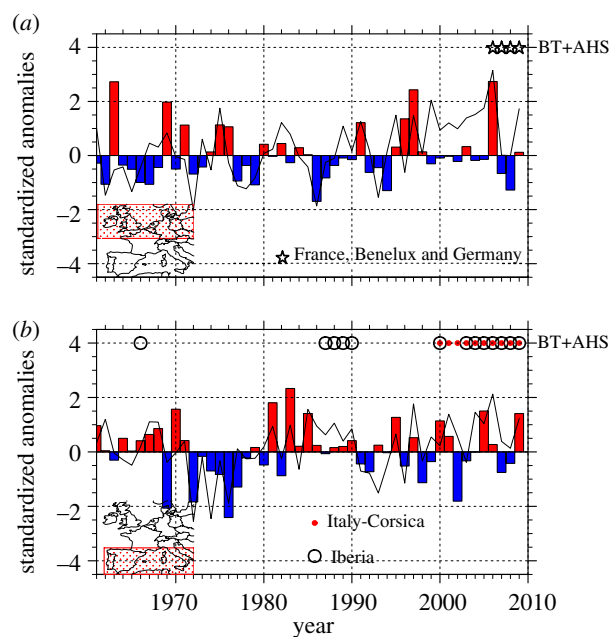 (a)
4
2
0
−2
−4
standardized anomalies
BT+AHS
France, Benelux and Germany
(b)
4
2
0
−2
−4
standardized anomalies
BT+AHS
Italy-Corsica
Iberia
1970 1980 1990 2000 2010
year